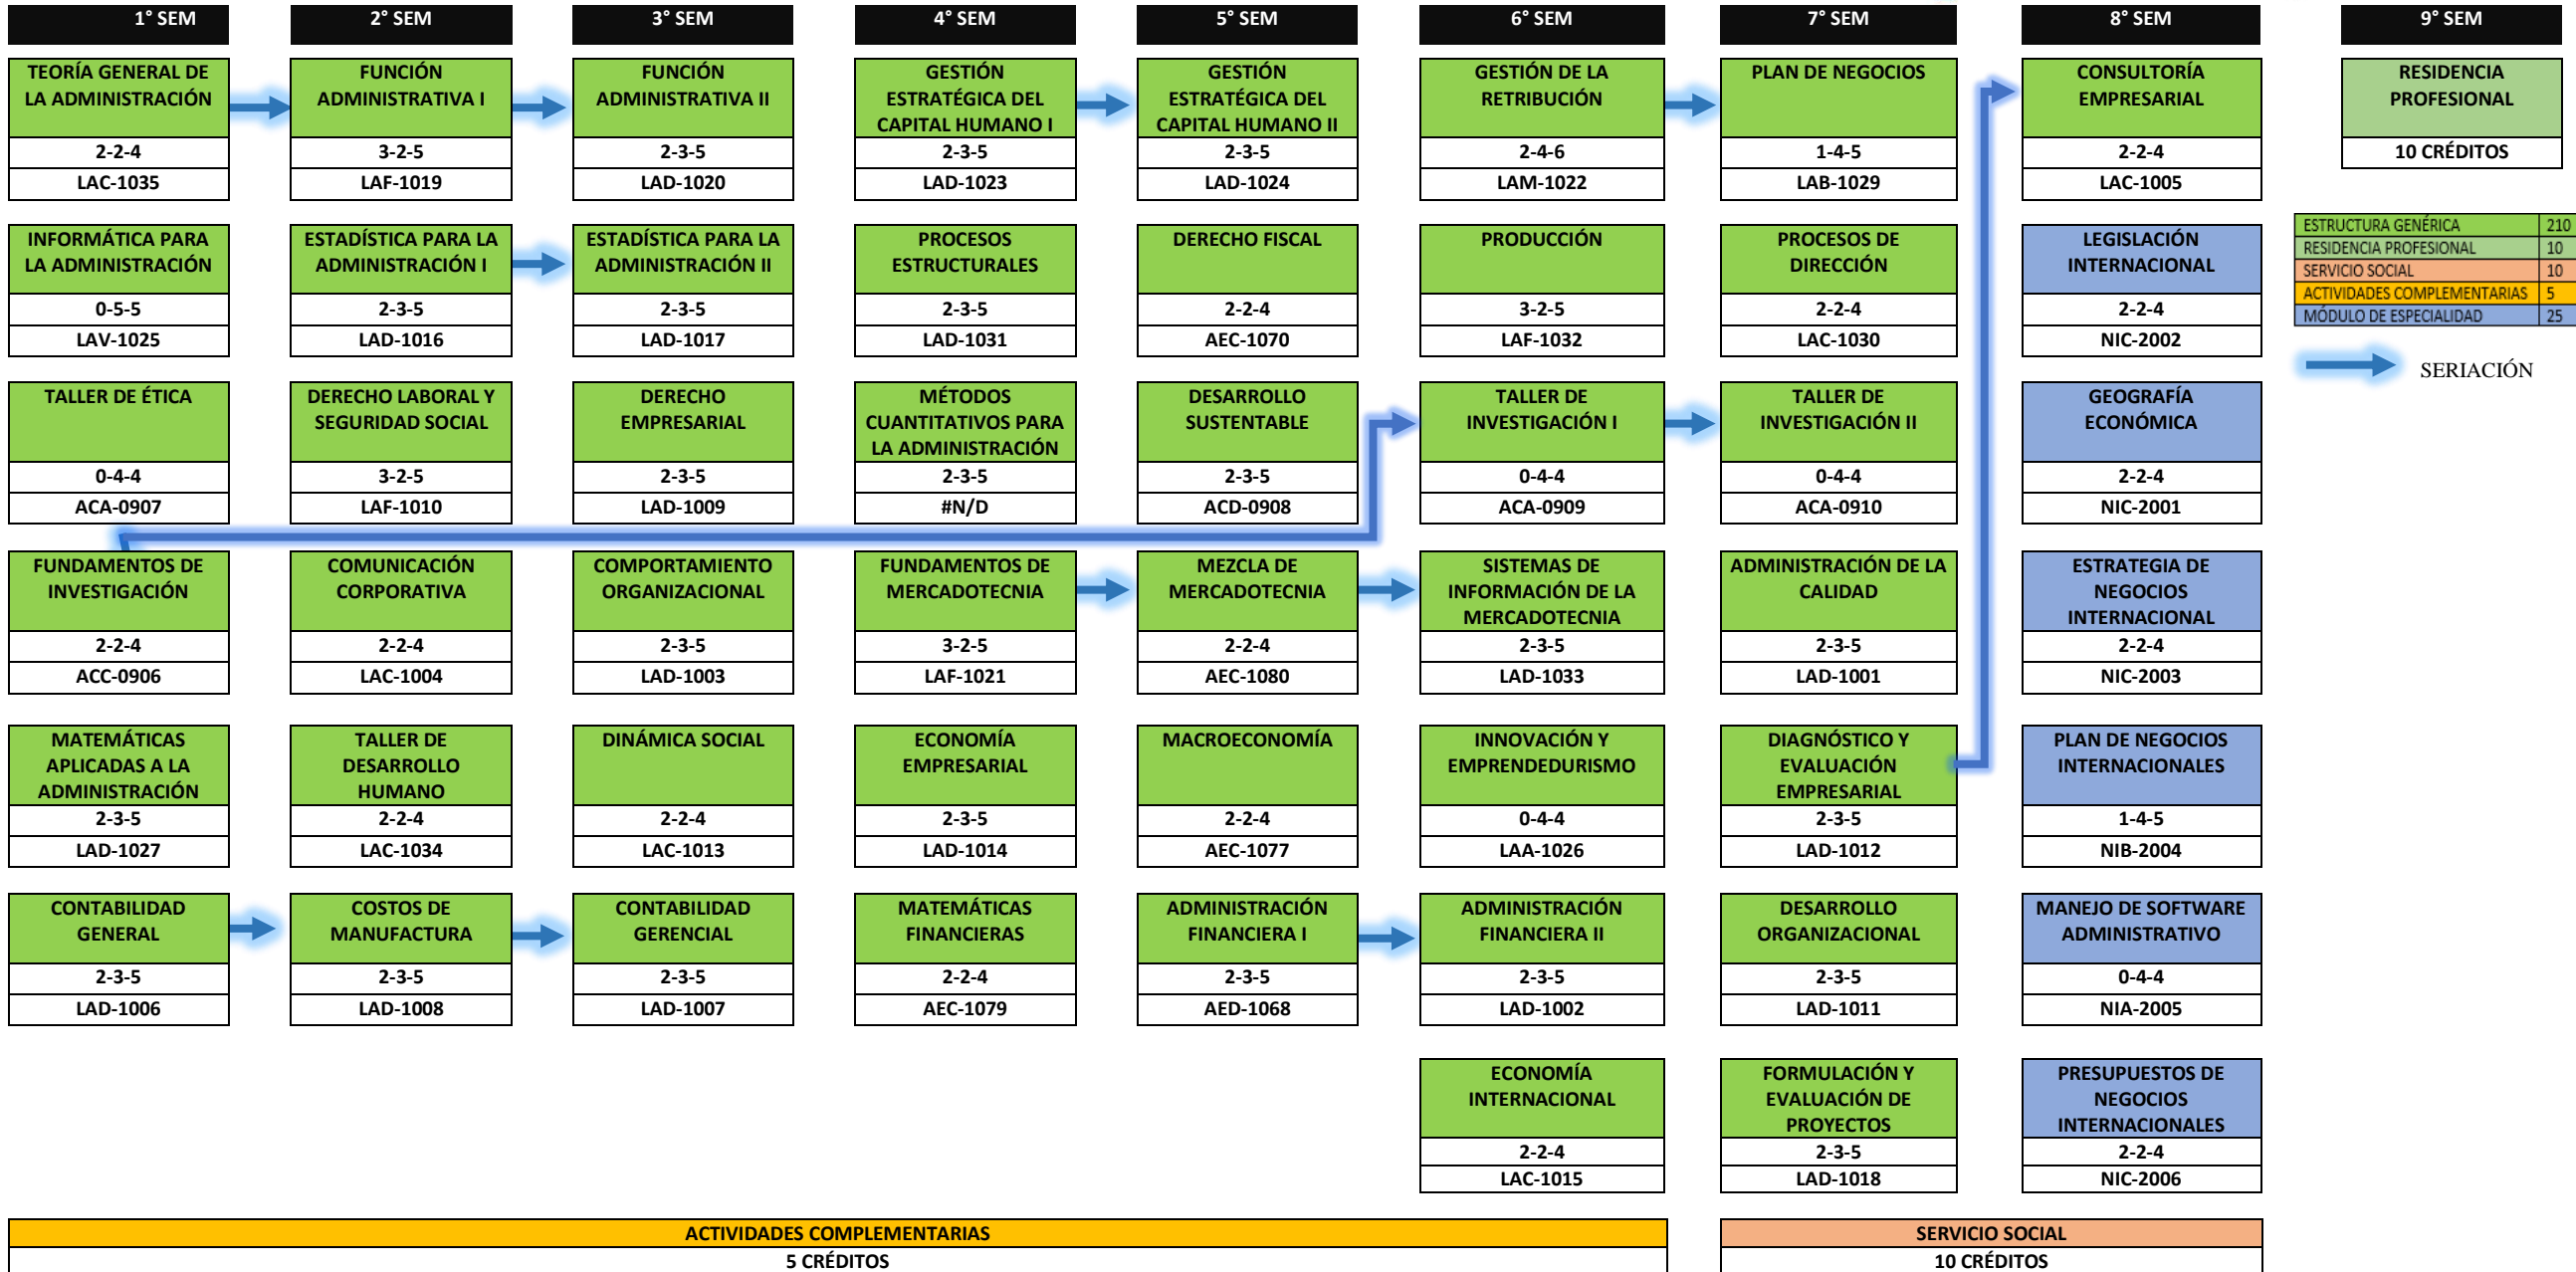 1° SEM
2° SEM
3° SEM
4° SEM
5° SEM
6° SEM
7° SEM
8° SEM
9° SEM
TEORÍA GENERAL DE
LA ADMINISTRACIÓN
2-2-4
LAC-1035
FUNCIÓN
ADMINISTRATIVA I
3-2-5
LAF-1019
FUNCIÓN
ADMINISTRATIVA II
2-3-5
LAD-1020
GESTIÓN
ESTRATÉGICA DEL
CAPITAL HUMANO I
2-3-5
LAD-1023
GESTIÓN
ESTRATÉGICA DEL
CAPITAL HUMANO II
2-3-5
LAD-1024
GESTIÓN DE LA
RETRIBUCIÓN
2-4-6
LAM-1022
PLAN DE NEGOCIOS
1-4-5
LAB-1029
CONSULTORÍA
EMPRESARIAL
2-2-4
LAC-1005
RESIDENCIA
PROFESIONAL
10 CRÉDITOS
INFORMÁTICA PARA
LA ADMINISTRACIÓN
0-5-5
LAV-1025
ESTADÍSTICA PARA LA
ADMINISTRACIÓN I
2-3-5
LAD-1016
ESTADÍSTICA PARA LA
ADMINISTRACIÓN II
2-3-5
LAD-1017
PROCESOS
ESTRUCTURALES
2-3-5
LAD-1031
DERECHO FISCAL
2-2-4
AEC-1070
PRODUCCIÓN
3-2-5
LAF-1032
PROCESOS DE
DIRECCIÓN
2-2-4
LAC-1030
LEGISLACIÓN
INTERNACIONAL
2-2-4
NIC-2002
ESTRUCTURA GENÉRICA 210
RESIDENCIA PROFESIONAL 10
SERVICIO SOCIAL 10
ACTIVIDADES COMPLEMENTARIAS 5
MÓDULO DE ESPECIALIDAD 25
SERIACIÓN
TALLER DE ÉTICA
0-4-4
ACA-0907
DERECHO LABORAL Y
SEGURIDAD SOCIAL
3-2-5
LAF-1010
DERECHO
EMPRESARIAL
2-3-5
LAD-1009
MÉTODOS
CUANTITATIVOS PARA
LA ADMINISTRACIÓN
2-3-5
#N/D
DESARROLLO
SUSTENTABLE
2-3-5
ACD-0908
TALLER DE
INVESTIGACIÓN I
0-4-4
ACA-0909
TALLER DE
INVESTIGACIÓN II
0-4-4
ACA-0910
GEOGRAFÍA
ECONÓMICA
2-2-4
NIC-2001
FUNDAMENTOS DE
INVESTIGACIÓN
2-2-4
ACC-0906
COMUNICACIÓN
CORPORATIVA
2-2-4
LAC-1004
COMPORTAMIENTO
ORGANIZACIONAL
2-3-5
LAD-1003
FUNDAMENTOS DE
MERCADOTECNIA
3-2-5
LAF-1021
MEZCLA DE
MERCADOTECNIA
2-2-4
AEC-1080
SISTEMAS DE
INFORMACIÓN DE LA
MERCADOTECNIA
2-3-5
LAD-1033
ADMINISTRACIÓN DE LA
CALIDAD
2-3-5
LAD-1001
ESTRATEGIA DE
NEGOCIOS
INTERNACIONAL
2-2-4
NIC-2003
MATEMÁTICAS
APLICADAS A LA
ADMINISTRACIÓN
2-3-5
LAD-1027
TALLER DE
DESARROLLO
HUMANO
2-2-4
LAC-1034
DINÁMICA SOCIAL
2-2-4
LAC-1013
ECONOMÍA
EMPRESARIAL
2-3-5
LAD-1014
MACROECONOMÍA
2-2-4
AEC-1077
INNOVACIÓN Y
EMPRENDEDURISMO
0-4-4
LAA-1026
DIAGNÓSTICO Y
EVALUACIÓN
EMPRESARIAL
2-3-5
LAD-1012
PLAN DE NEGOCIOS
INTERNACIONALES
1-4-5
NIB-2004
CONTABILIDAD
GENERAL
2-3-5
LAD-1006
COSTOS DE
MANUFACTURA
2-3-5
LAD-1008
CONTABILIDAD
GERENCIAL
2-3-5
LAD-1007
MATEMÁTICAS
FINANCIERAS
2-2-4
AEC-1079
ADMINISTRACIÓN
FINANCIERA I
2-3-5
AED-1068
ADMINISTRACIÓN
FINANCIERA II
2-3-5
LAD-1002
DESARROLLO
ORGANIZACIONAL
2-3-5
LAD-1011
MANEJO DE SOFTWARE
ADMINISTRATIVO
0-4-4
NIA-2005
ECONOMÍA
INTERNACIONAL
2-2-4
LAC-1015
FORMULACIÓN Y
EVALUACIÓN DE
PROYECTOS
2-3-5
LAD-1018
PRESUPUESTOS DE
NEGOCIOS
INTERNACIONALES
2-2-4
NIC-2006
ACTIVIDADES COMPLEMENTARIAS
5 CRÉDITOS
SERVICIO SOCIAL
10 CRÉDITOS